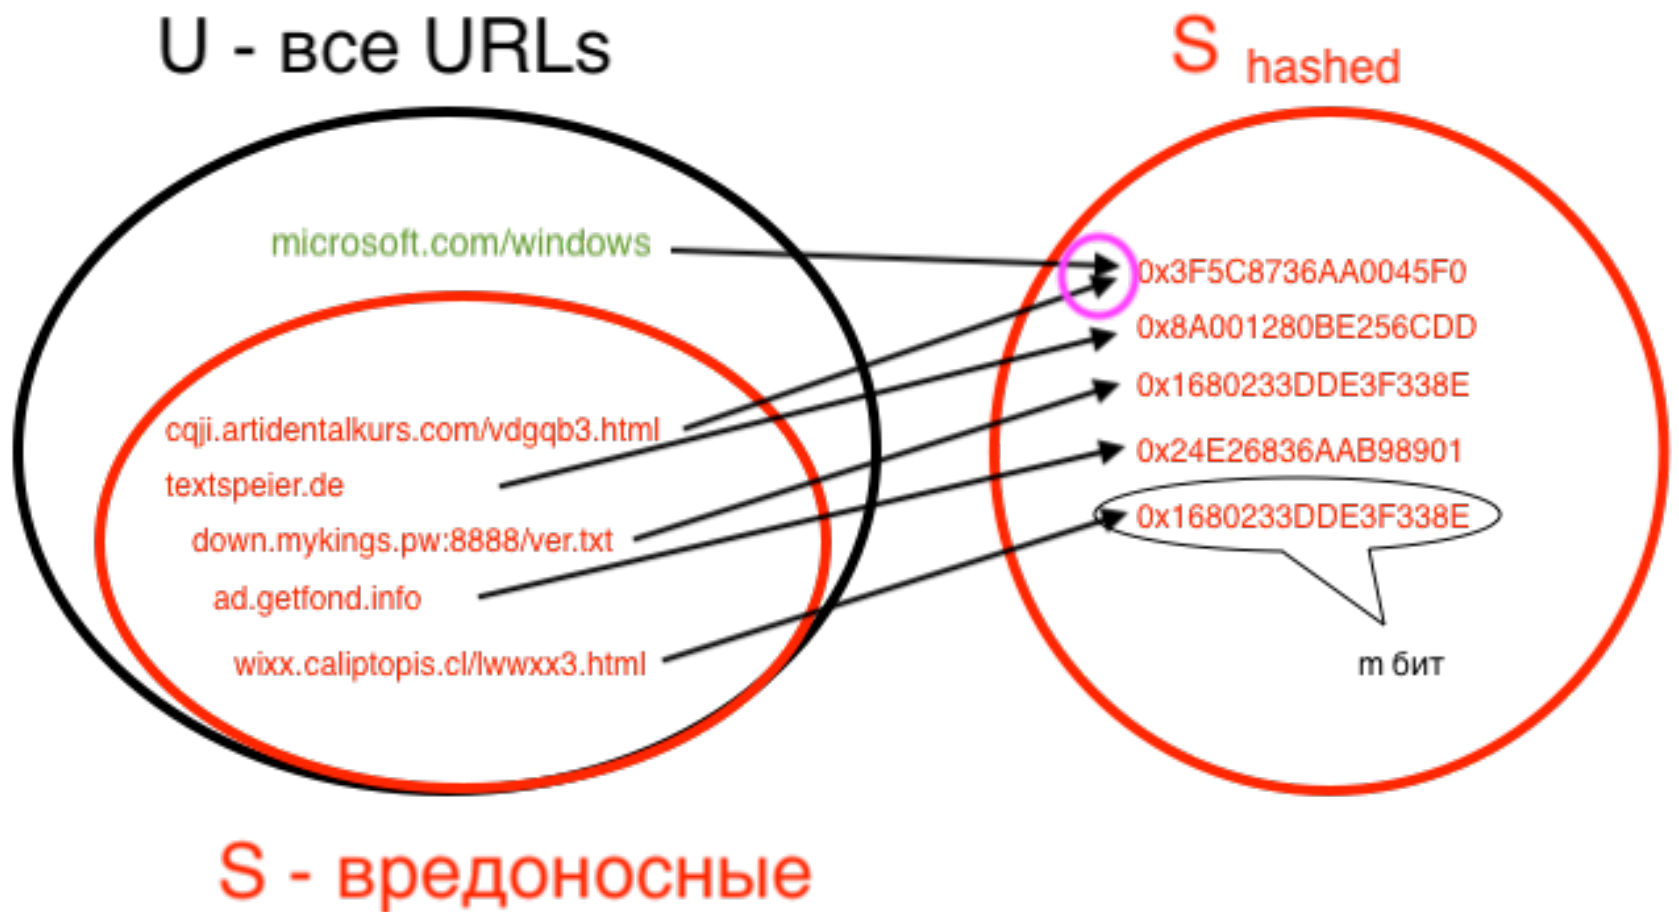 U - все URLs
S hashed
microsoft.com/windows
0x3F5C8736AA0045F0
0x8A001280BE256CDD
0x1680233DDE3F338E
0x24E26836AAB98901
0x1680233DDE3F338E
m бит
cqji.artidentalkurs.com/vdgqb3.html
textspeier.de
down.mykings.pw:8888/ver.txt
ad.getfond.info
wixx.caliptopis.cl/lwwxx3.html
S - вредоносные